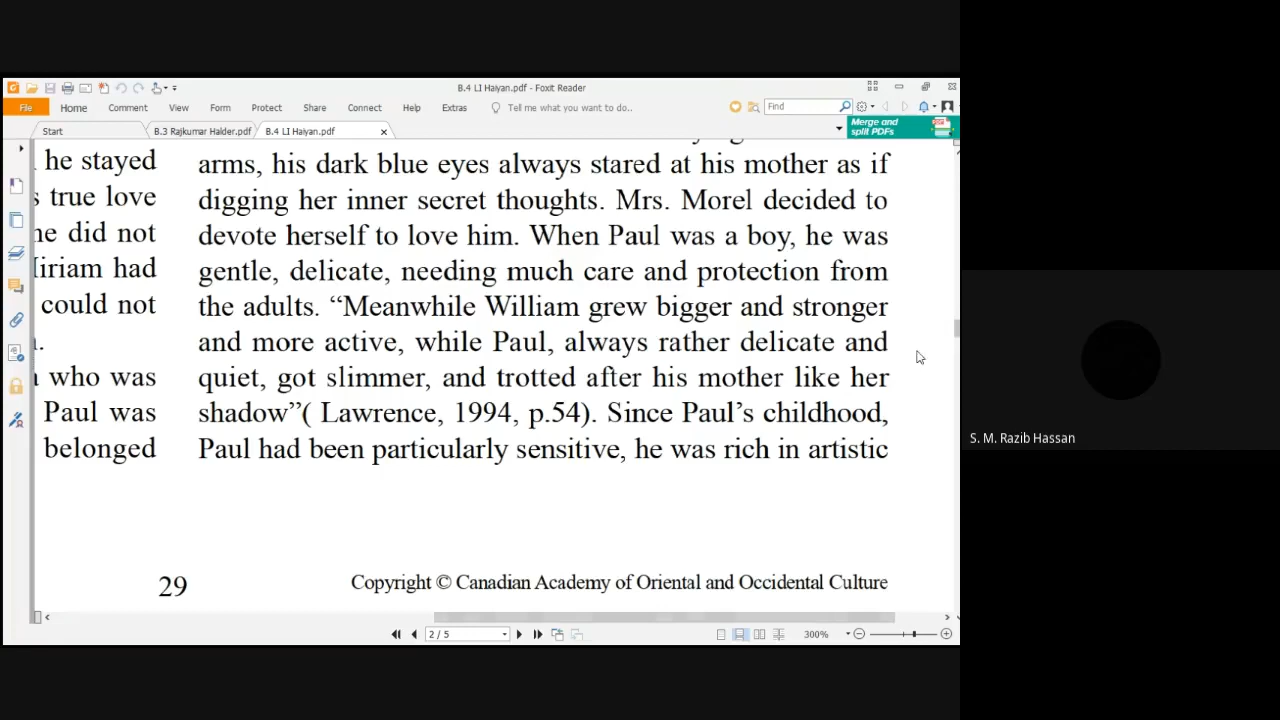 B.4 LI Haiyan.pdf - Foxit Reader
File Home Comment View Form Protect Share Connect Help Extras Tell me what you want to do.. Find
Start B.3 Rajkumar Halder.pdf B.4 LI Haiyan.pdf
Merge and
split PDFs
he stayed
s true love
he did not
Miriam had
could not
.
who was
Paul was
belonged
arms, his dark blue eyes always stared at his mother as if
digging her inner secret thoughts. Mrs. Morel decided to
devote herself to love him. When Paul was a boy, he was
gentle, delicate, needing much care and protection from
the adults. “Meanwhile William grew bigger and stronger
and more active, while Paul, always rather delicate and
quiet, got slimmer, and trotted after his mother like her
shadow”( Lawrence, 1994, p.54). Since Paul’s childhood,
Paul had been particularly sensitive, he was rich in artistic
29
Copyright © Canadian Academy of Oriental and Occidental Culture
2 / 5
300%
S. M. Razib Hassan